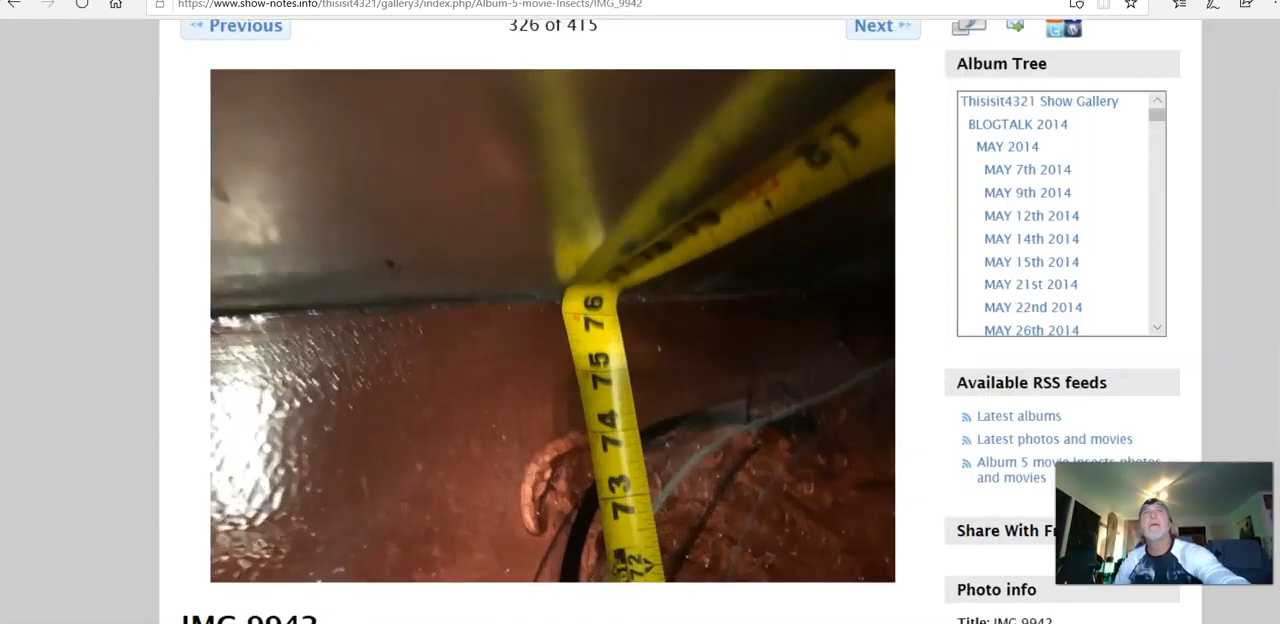 https://www.show-notes.info/thisisit4321/gallery3/index.php/Album-5-movie-Insects/IMG_9942
Previous
326 of 415
Next
Album Tree
Thisisit4321 Show Gallery
BLOGTALK 2014
MAY 2014
MAY 7th 2014
MAY 9th 2014
MAY 12th 2014
MAY 14th 2014
MAY 15th 2014
MAY 21st 2014
MAY 22nd 2014
MAY 26th 2014
76
75
74
73
72
Available RSS feeds
Latest albums
Latest photos and movies
Album 5 movie Insects photos
and movies
Share With
Photo info
IMG 9942
Title: IMG 9942